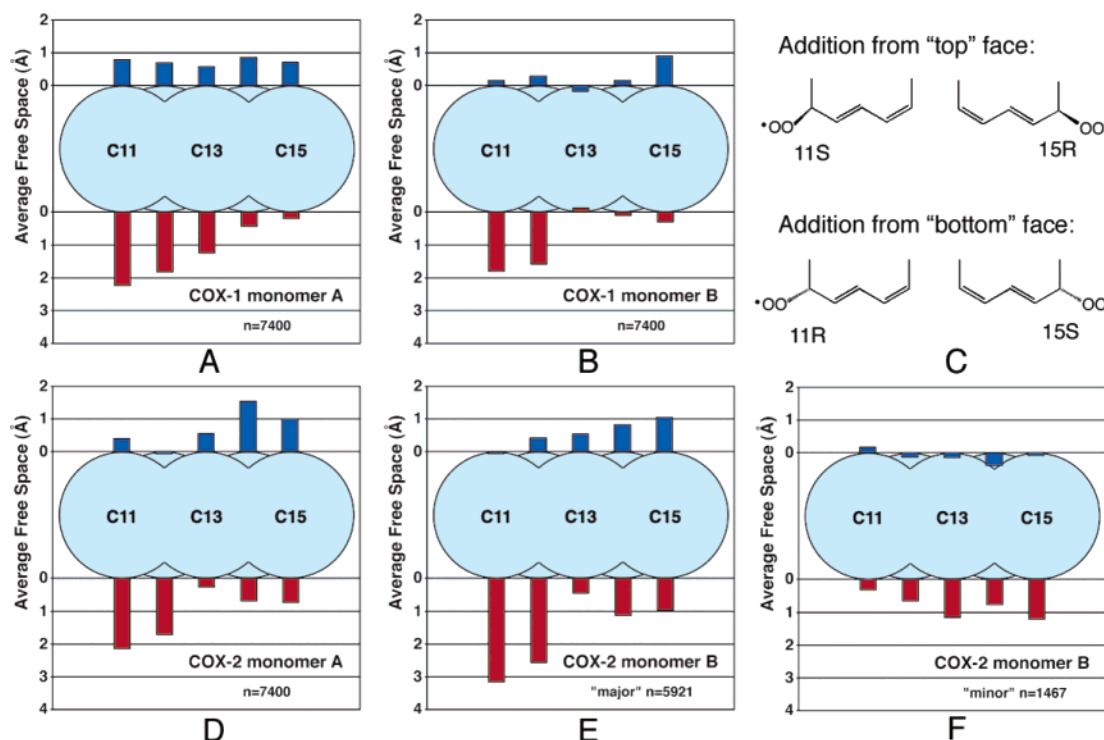 Average Free Space (Å)
2
1
0
C11 C13 C15
0
1
2
3
4
COX-1 monomer A
n=7400
A
Average Free Space (Å)
2
1
0
C11 C13 C15
0
1
2
3
4
COX-1 monomer B
n=7400
B
Addition from “top” face:
•OO
OO
11S
15R
Addition from “bottom” face:
•OO
OO
11R
15S
C
Average Free Space (Å)
2
1
0
C11 C13 C15
0
1
2
3
4
COX-2 monomer A
n=7400
D
Average Free Space (Å)
2
1
0
C11 C13 C15
0
1
2
3
4
COX-2 monomer B
"major" n=5921
E
2
1
0
C11 C13 C15
0
1
2
3
4
COX-2 monomer B
"minor" n=1467
F